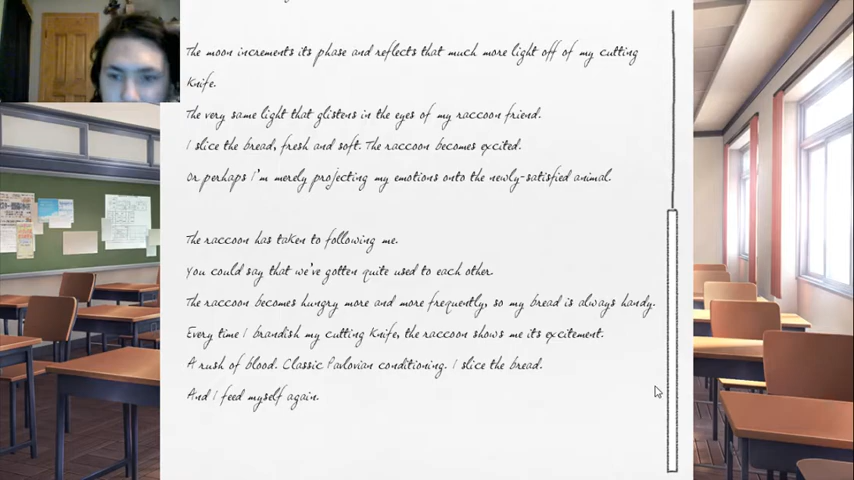 The moon increments its phase and reflects that much more light off of my cutting
knife.
The very same light that glistens in the eyes of my raccoon friend.
I slice the bread, fresh and soft. The raccoon becomes excited.
Or perhaps I'm merely projecting my emotions onto the newly-satisfied animal.
The raccoon has taken to following me.
You could say that we've gotten quite used to each other.
The raccoon becomes hungry more and more frequently, so my bread is always handy.
Every time I brandish my cutting knife, the raccoon shows me its excitement.
A rush of blood. Classic Pavlovian conditioning. I slice the bread.
And I feed myself again.